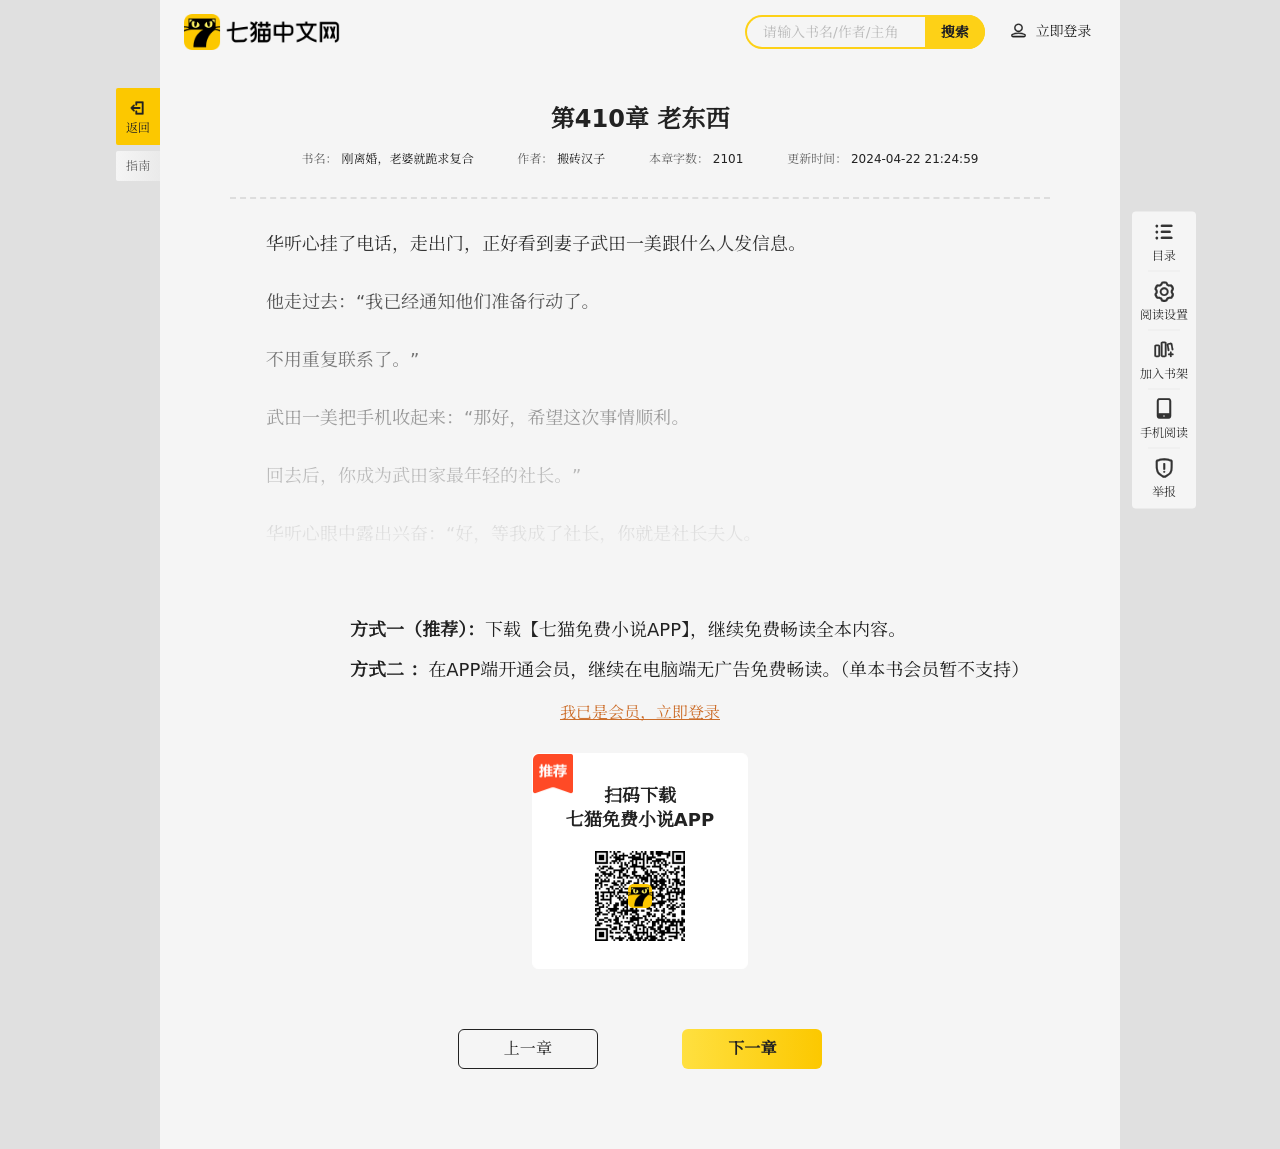 七猫中文网
请输入书名/作者/主角
搜索
立即登录
返回
指南
第410章 老东西
书名： 刚离婚，老婆就跪求复合 作者： 搬砖汉子 本章字数： 2101 更新时间： 2024-04-22 21:24:59
华听心挂了电话，走出门，正好看到妻子武田一美跟什么人发信息。
他走过去：“我已经通知他们准备行动了。
不用重复联系了。”
武田一美把手机收起来：“那好，希望这次事情顺利。
回去后，你成为武田家最年轻的社长。”
华听心眼中露出兴奋：“好，等我成了社长，你就是社长夫人。
目录
阅读设置
加入书架
手机阅读
举报
方式一（推荐）：下载【七猫免费小说APP】，继续免费畅读全本内容。
方式二 ：在APP端开通会员，继续在电脑端无广告免费畅读。（单本书会员暂不支持）
我已是会员，立即登录
推荐
扫码下载
七猫免费小说APP
上一章
下一章